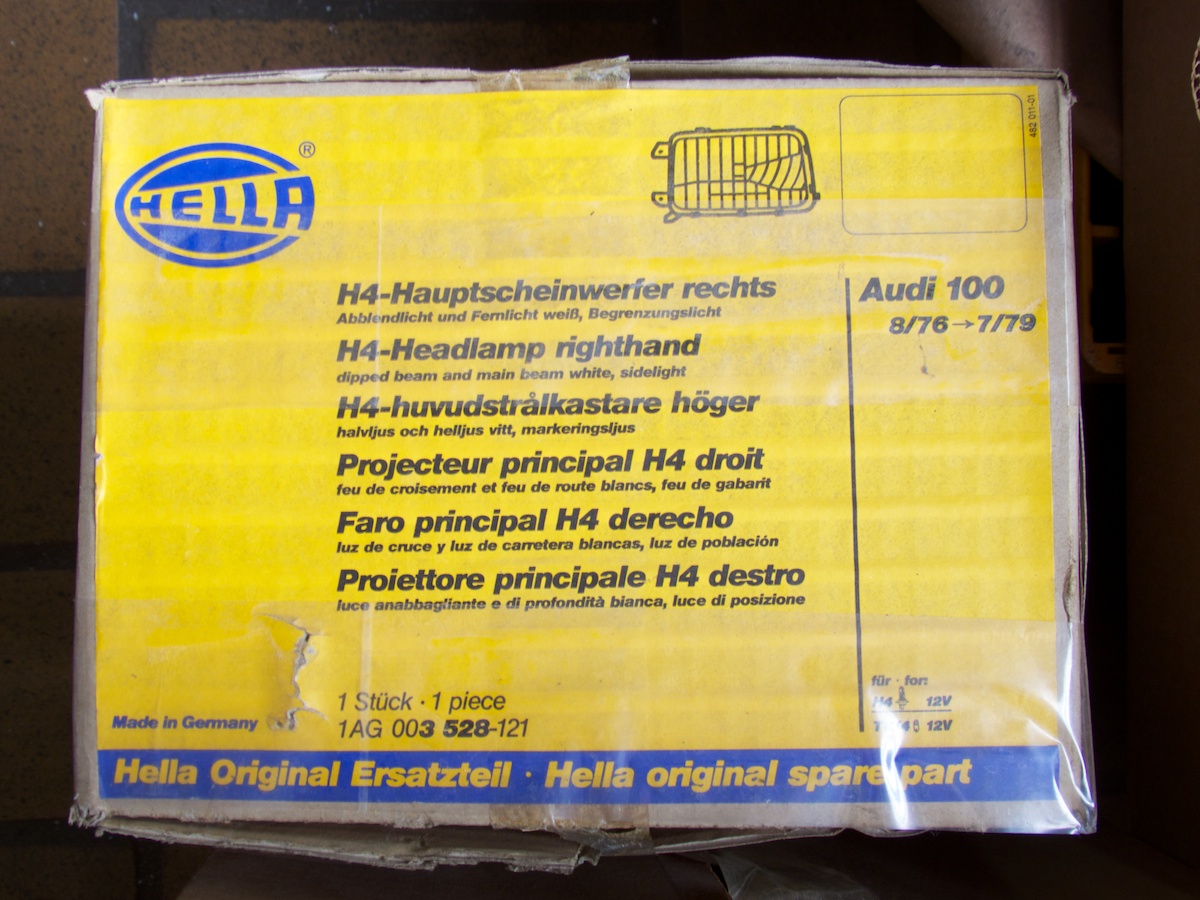 HELLA ®
482 011-01
H4-Hauptscheinwerfer rechts
Abblendlicht und Fernlicht weiß, Begrenzungslicht
H4-Headlamp righthand
dipped beam and main beam white, sidelight
H4-huvudstrålkastare höger
halvljus och helljus vitt, markeringsljus
Projecteur principal H4 droit
feu de croisement et feu de route blancs, feu de gabarit
Faro principal H4 derecho
luz de cruce y luz de carretera blancas, luz de población
Proiettore principale H4 destro
luce anabbagliante e di profondità bianca, luce di posizione
Audi 100
8/76→7/79
1 Stück · 1 piece
1AG 003 528-121
Made in Germany
für · for:
H4 12V
12V
Hella Original Ersatzteil · Hella original spare part